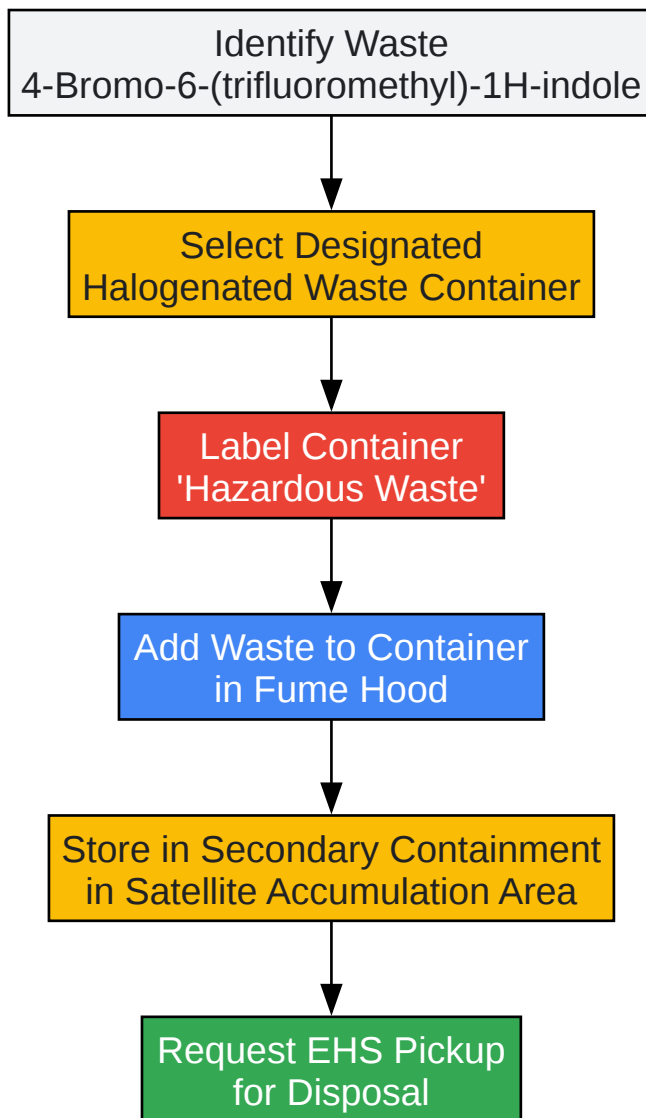 Identify Waste
4-Bromo-6-(trifluoromethyl)-1H-indole
Select Designated
Halogenated Waste Container
Label Container
'Hazardous Waste'
Add Waste to Container
in Fume Hood
Store in Secondary Containment
in Satellite Accumulation Area
Request EHS Pickup
for Disposal